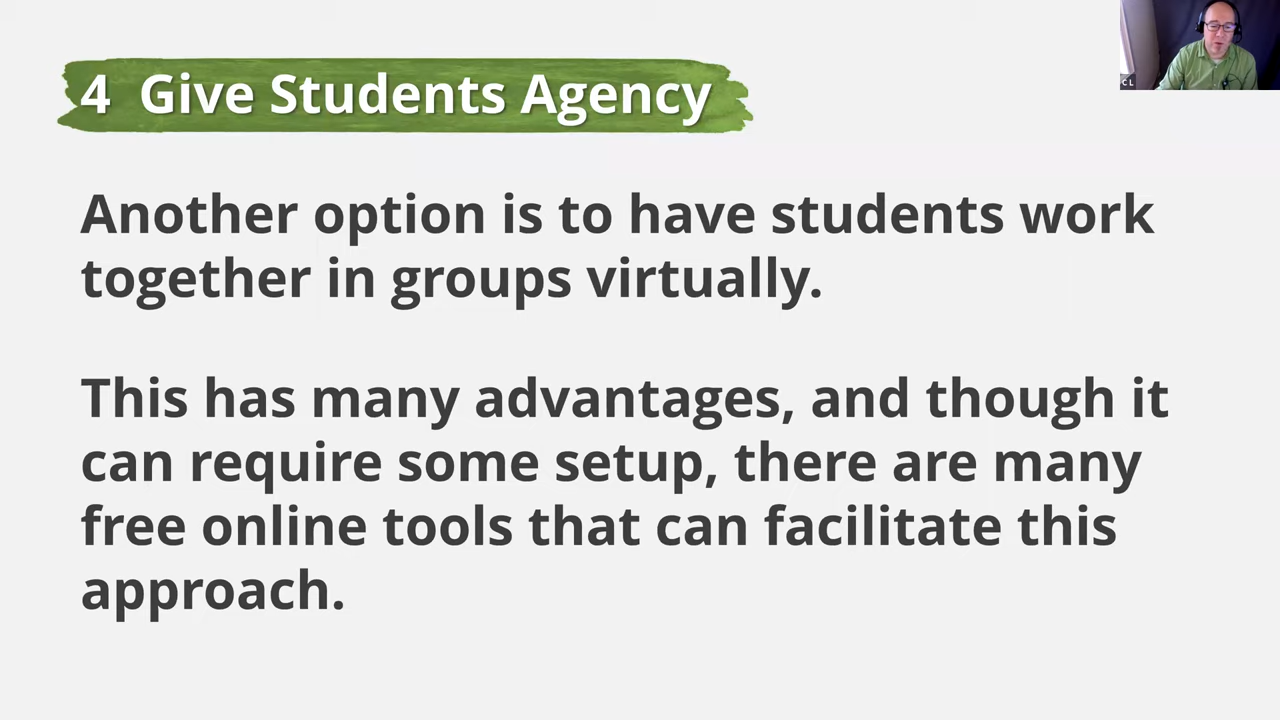 4 Give Students Agency
Another option is to have students work
together in groups virtually.
This has many advantages, and though it
can require some setup, there are many
free online tools that can facilitate this
approach.
C L